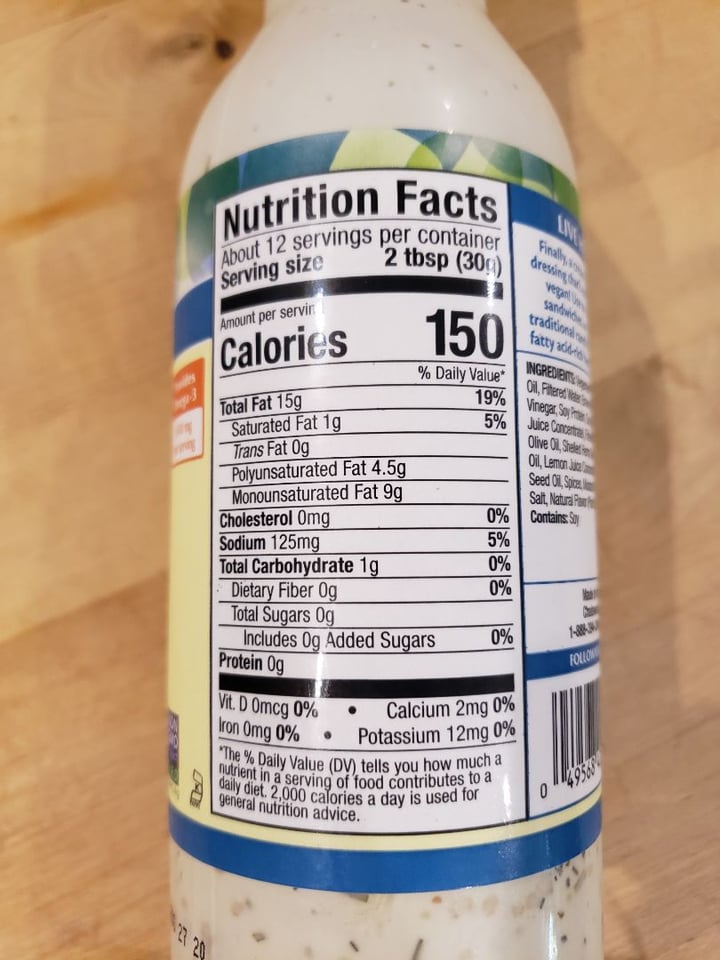 Nutrition Facts
About 12 servings per container
Serving size 2 tbsp (30g)
Amount per serving
Calories 150
% Daily Value*
Total Fat 15g 19%
Saturated Fat 1g 5%
Trans Fat 0g
Polyunsaturated Fat 4.5g
Monounsaturated Fat 9g
Cholesterol 0mg 0%
Sodium 125mg 5%
Total Carbohydrate 1g 0%
Dietary Fiber 0g 0%
Total Sugars 0g
Includes 0g Added Sugars 0%
Protein 0g
Vit. D 0mcg 0% • Calcium 2mg 0%
Iron 0mg 0% • Potassium 12mg 0%
*The % Daily Value (DV) tells you how much a
nutrient in a serving of food contributes to a
daily diet. 2,000 calories a day is used for
general nutrition advice.
Finally, a
dressing
vegan!
traditional
fatty
INGREDIENTS:
Oil, Filtered Water,
Vinegar, Soy Protein,
Juice Concentrate,
Olive Oil, Shelled
Oil, Lemon Juice
Seed Oil, Spices,
Salt, Natural Flavor
Contains: Soy
1-888-
0 49568
27 20